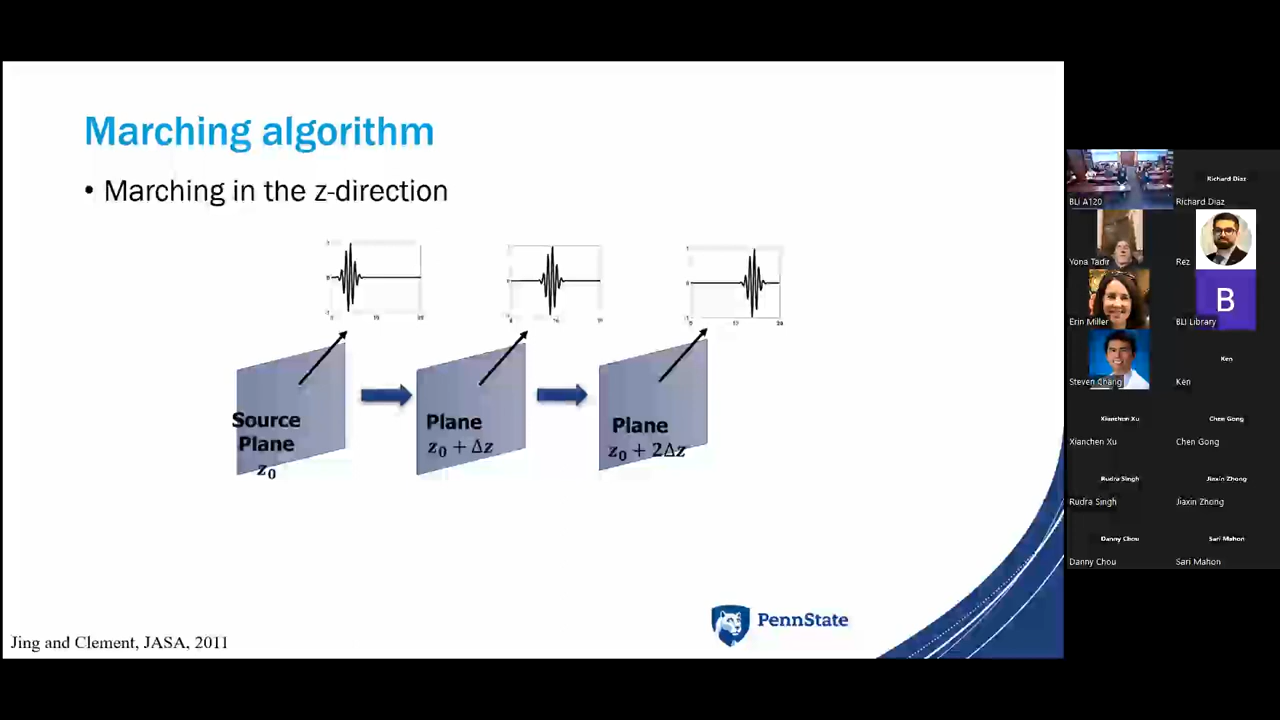 Marching algorithm
• Marching in the z-direction
Source
Plane
z₀
Plane
z₀ + Δz
Plane
z₀ + 2Δz
PennState
Jing and Clement, JASA, 2011
BLI A120
Richard Diaz
Richard Diaz
Yona Tadir
Rez
Erin Miller
B
BLI Library
Steven Chang
Ken
Ken
Xianchen Xu
Chen Gong
Xianchen Xu
Chen Gong
Rudra Singh
Jiaxin Zhong
Rudra Singh
Jiaxin Zhong
Danny Chou
Sari Mahon
Danny Chou
Sari Mahon